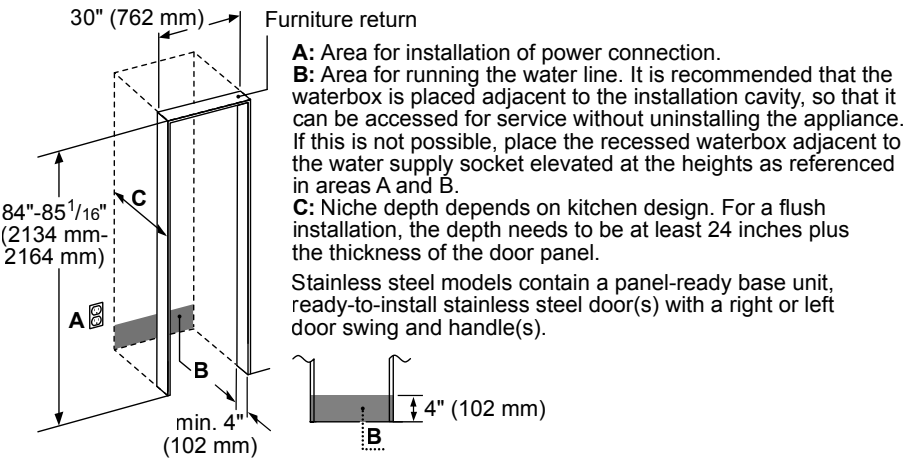 30" (762 mm)
Furniture return
A: Area for installation of power connection.
B: Area for running the water line. It is recommended that the
waterbox is placed adjacent to the installation cavity, so that it
can be accessed for service without uninstalling the appliance.
If this is not possible, place the recessed waterbox adjacent to
the water supply socket elevated at the heights as referenced
in areas A and B.
C: Niche depth depends on kitchen design. For a flush
installation, the depth needs to be at least 24 inches plus
the thickness of the door panel.
Stainless steel models contain a panel-ready base unit,
ready-to-install stainless steel door(s) with a right or left
door swing and handle(s).
C
84"-85 1/16"
(2134 mm-
2164 mm)
A
B
min. 4"
(102 mm)
4" (102 mm)
B